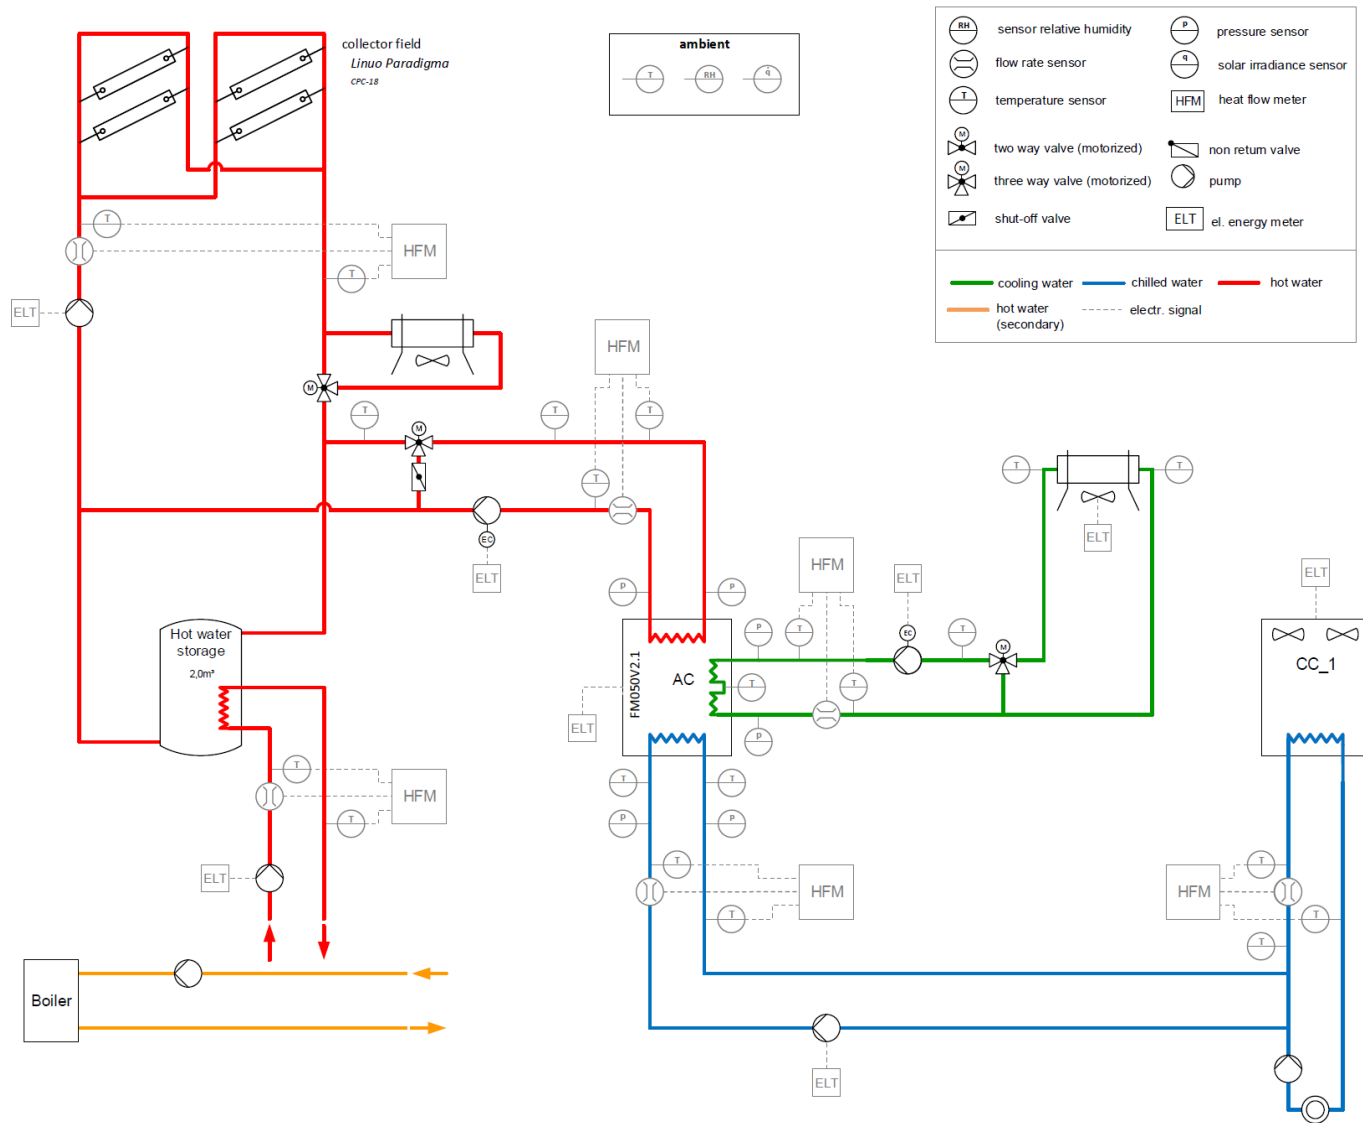 collector field
Linuo Paradigma
CPC-18
ambient
T
RH
q
RH
sensor relative humidity
P
pressure sensor
flow rate sensor
q
solar irradiance sensor
T
temperature sensor
HFM
heat flow meter
M
two way valve (motorized)
non return valve
M
three way valve (motorized)
pump
shut-off valve
ELT
el. energy meter
cooling water
chilled water
hot water
hot water
(secondary)
electr. signal
T
HFM
T
ELT
M
HFM
T
M
T
T
T
EC
ELT
T
T
ELT
P
P
HFM
ELT
ELT
Hot water
storage
2,0m³
FM050V2.1
AC
P
T
EC
T
M
CC_1
T
T
ELT
P
T
HFM
T
T
T
P
P
ELT
T
HFM
T
HFM
T
T
T
T
Boiler
ELT